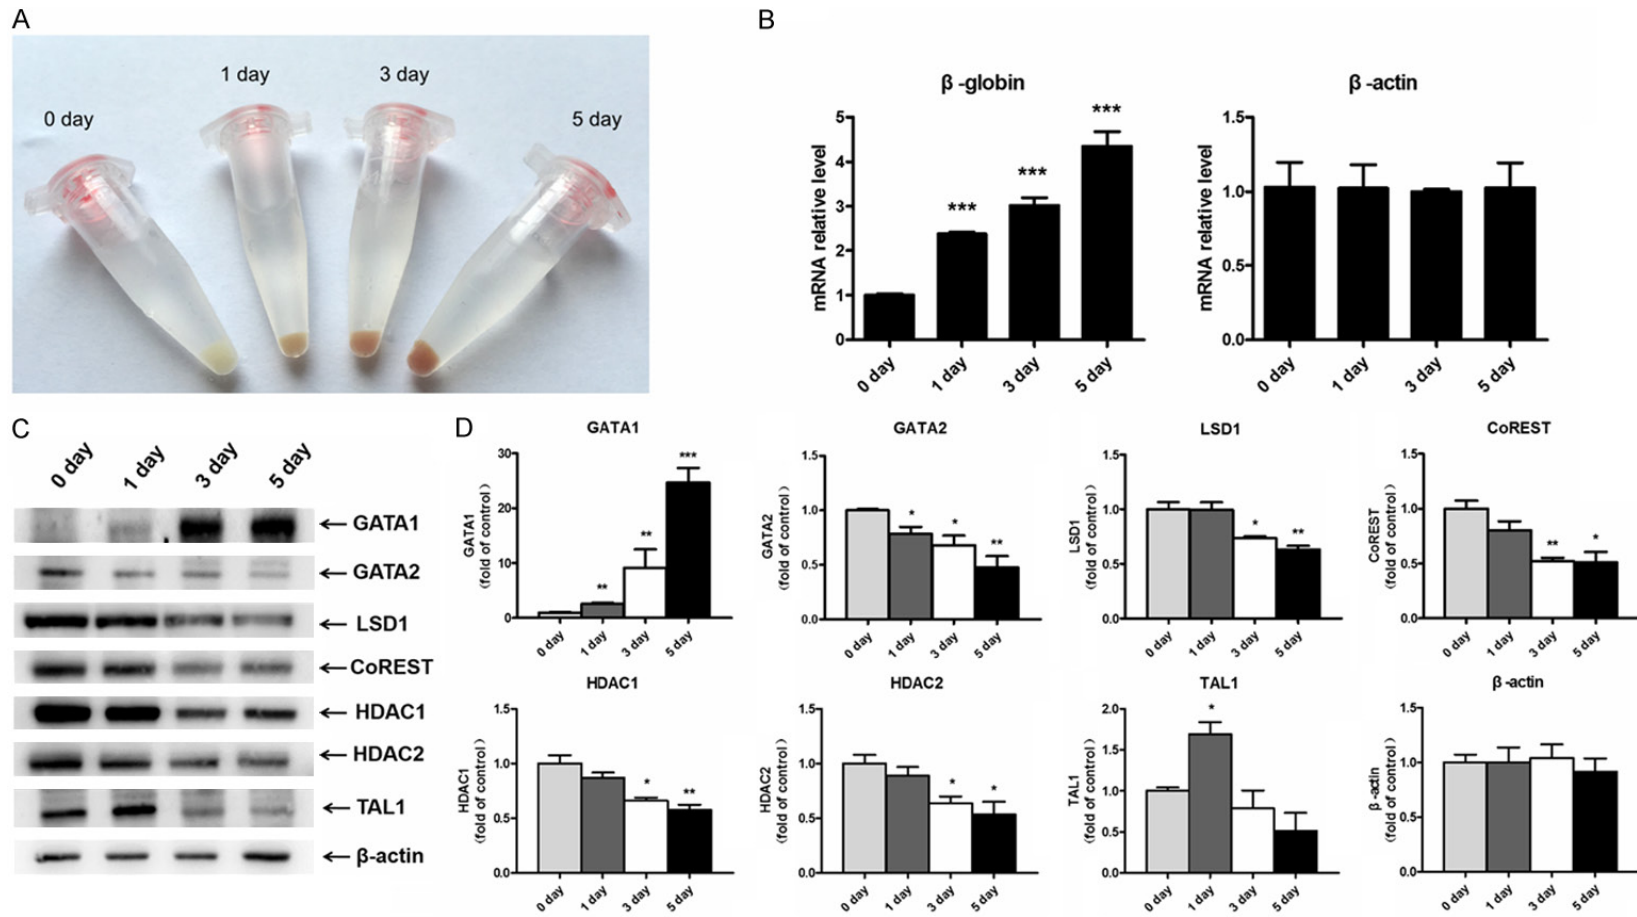 A
0 day
1 day
3 day
5 day
B
β -globin
mRNA relative level
5
4
3
2
1
0
***
***
***
0 day
1 day
3 day
5 day
β -actin
mRNA relative level
1.5
1.0
0.5
0.0
0 day
1 day
3 day
5 day
C
0 day
1 day
3 day
5 day
← GATA1
← GATA2
← LSD1
← CoREST
← HDAC1
← HDAC2
← TAL1
← β-actin
D
GATA1
GATA1
(fold of control)
30
20
10
0
**
**
***
0 day
1 day
3 day
5 day
GATA2
GATA2
(fold of control)
1.5
1.0
0.5
0.0
*
*
**
0 day
1 day
3 day
5 day
LSD1
LSD1
(fold of control)
1.5
1.0
0.5
0.0
*
**
0 day
1 day
3 day
5 day
CoREST
CoREST
(fold of control)
1.5
1.0
0.5
0.0
**
*
0 day
1 day
3 day
5 day
HDAC1
HDAC1
(fold of control)
1.5
1.0
0.5
0.0
*
**
0 day
1 day
3 day
5 day
HDAC2
HDAC2
(fold of control)
1.5
1.0
0.5
0.0
*
*
0 day
1 day
3 day
5 day
TAL1
TAL1
(fold of control)
2.0
1.5
1.0
0.5
0.0
*
0 day
1 day
3 day
5 day
β -actin
β -actin
(fold of control)
1.5
1.0
0.5
0.0
0 day
1 day
3 day
5 day